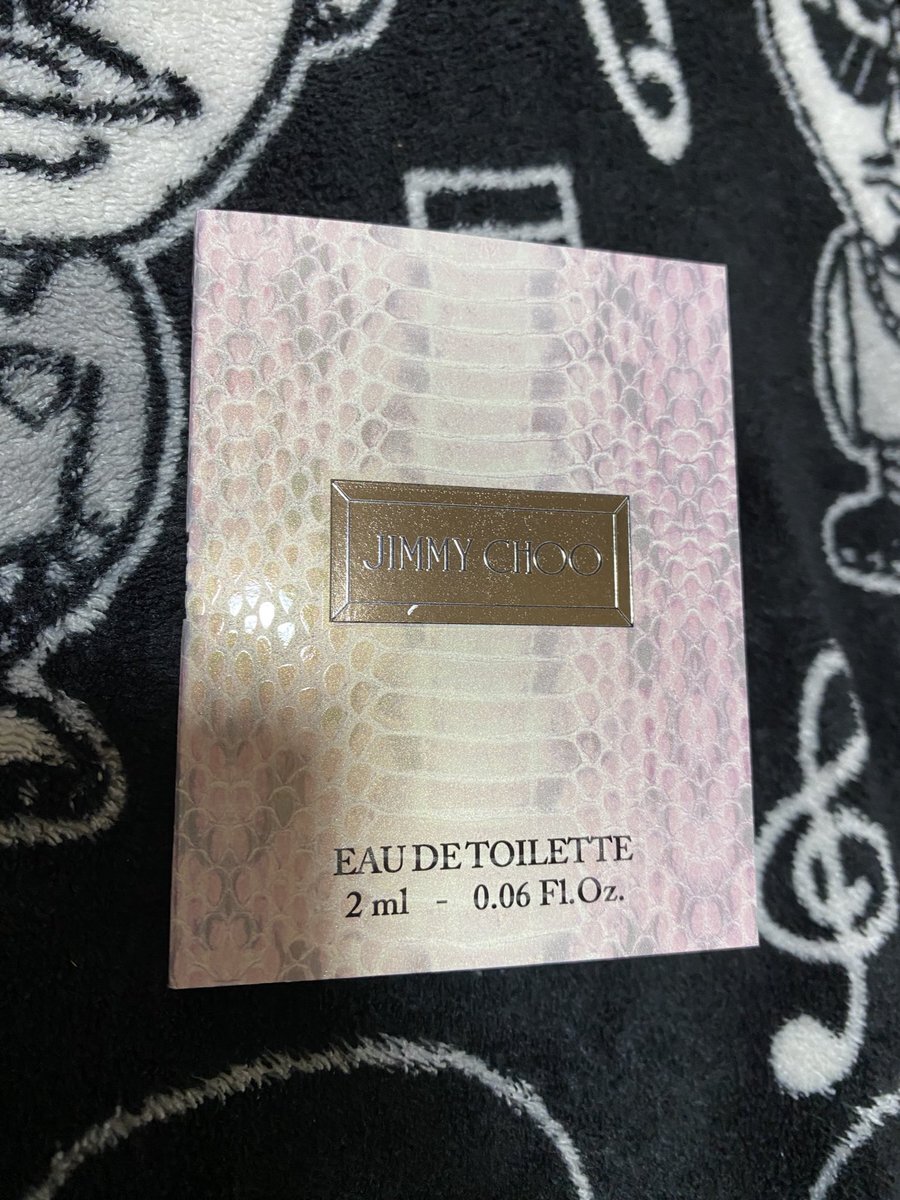 JIMMY CHOO
EAU DE TOILETTE
2 ml - 0.06 Fl.Oz.